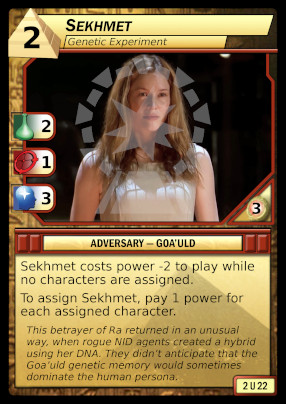 2
SEKHMET
Genetic Experiment
2
1
3
3
ADVERSARY – GOA'ULD
Sekhmet costs power -2 to play while
no characters are assigned.
To assign Sekhmet, pay 1 power for
each assigned character.
This betrayer of Ra returned in an unusual
way, when rogue NID agents created a hybrid
using her DNA. They didn't anticipate that the
Goa'uld genetic memory would sometimes
dominate the human persona.
2 U 22